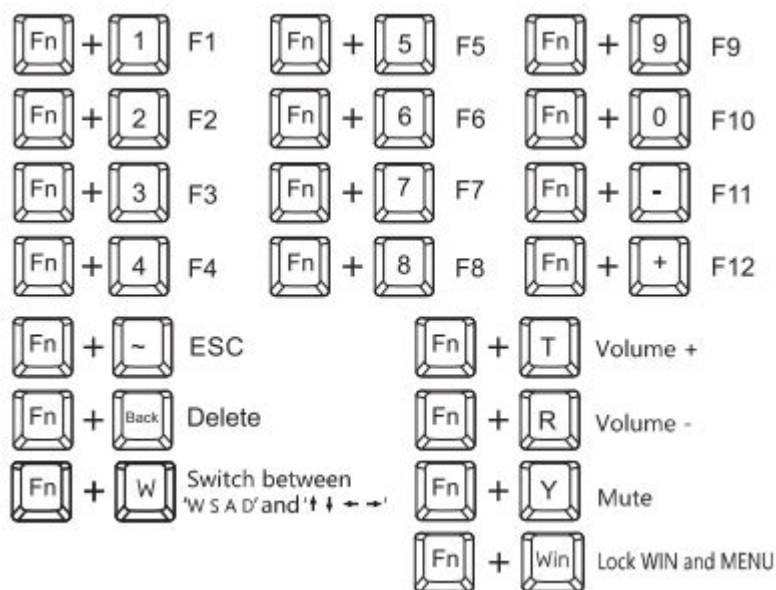 Fn + 1 F1 Fn + 5 F5 Fn + 9 F9
Fn + 2 F2 Fn + 6 F6 Fn + 0 F10
Fn + 3 F3 Fn + 7 F7 Fn + - F11
Fn + 4 F4 Fn + 8 F8 Fn + + F12
Fn + ~ ESC Fn + T Volume +
Fn + Back Delete Fn + R Volume -
Fn + W Switch between
'W S A D' and '↑ ↓ ← →' Fn + Y Mute
Fn + Win Lock WIN and MENU